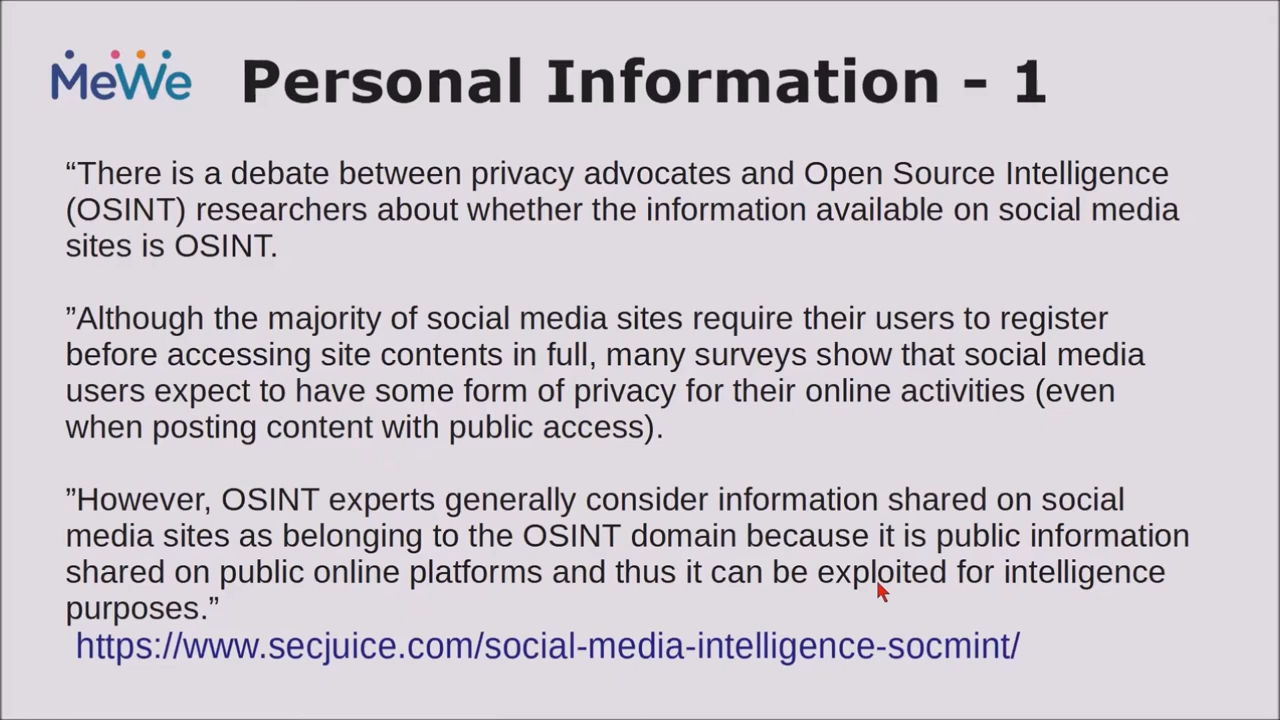 MeWe Personal Information - 1
“There is a debate between privacy advocates and Open Source Intelligence
(OSINT) researchers about whether the information available on social media
sites is OSINT.
”Although the majority of social media sites require their users to register
before accessing site contents in full, many surveys show that social media
users expect to have some form of privacy for their online activities (even
when posting content with public access).
”However, OSINT experts generally consider information shared on social
media sites as belonging to the OSINT domain because it is public information
shared on public online platforms and thus it can be exploited for intelligence
purposes.”
https://www.secjuice.com/social-media-intelligence-socmint/